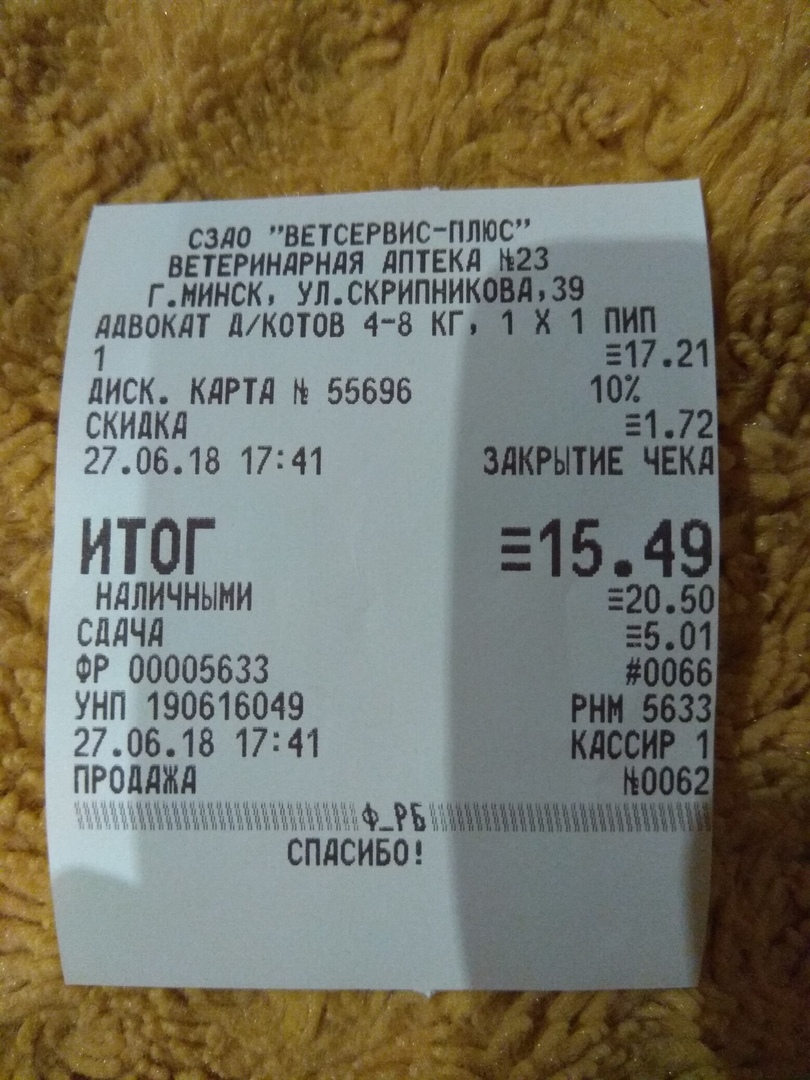 СЗАО "ВЕТСЕРВИС-ПЛЮС"
ВЕТЕРИНАРНАЯ АПТЕКА №23
Г.МИНСК, УЛ.СКРИПНИКОВА,39
АДВОКАТ Д/КОТОВ 4-8 КГ, 1 Х 1 ПИП
1 ≡17.21
ДИСК. КАРТА № 55696 10%
СКИДКА ≡1.72
27.06.18 17:41 ЗАКРЫТИЕ ЧЕКА
ИТОГ ≡15.49
НАЛИЧНЫМИ ≡20.50
СДАЧА ≡5.01
ФР 00005633 #0066
УНП 190616049 РНМ 5633
27.06.18 17:41 КАССИР 1
ПРОДАЖА №0062
Ф_РБ
СПАСИБО!